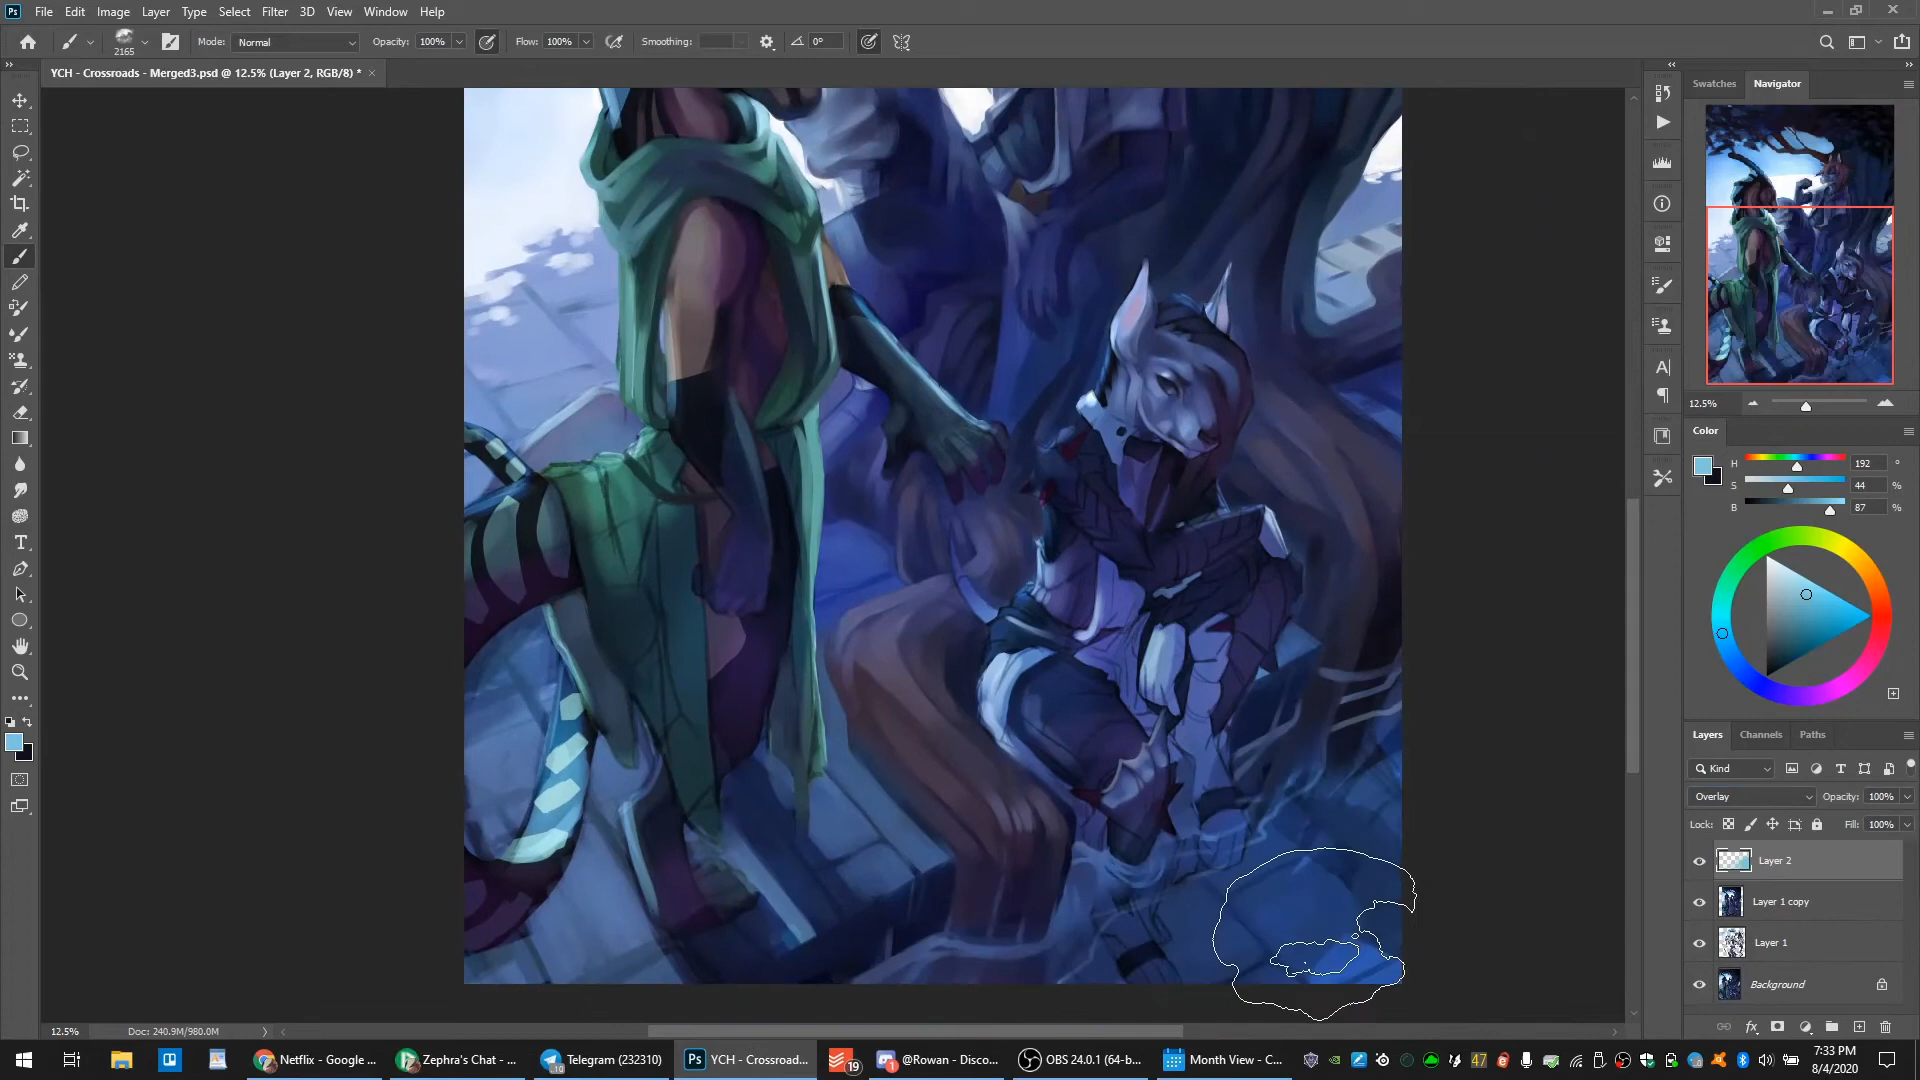 Ps File Edit Image Layer Type Select Filter 3D View Window Help
2165 Mode: Normal Opacity: 100% Flow: 100% Smoothing: 0°
YCH - Crossroads - Merged3.psd @ 12.5% (Layer 2, RGB/8) * ×
Swatches Navigator
12.5%
Color
H 192 °
S 44 %
B 87 %
Layers Channels Paths
Kind
Overlay Opacity: 100%
Lock: Fill: 100%
Layer 2
Layer 1 copy
Layer 1
Background
12.5% Doc: 240.9M/980.0M
Netflix - Google ...
Zephra's Chat - ...
Telegram (232310)
Ps YCH - Crossroad...
19
@Rowan - Disco...
OBS 24.0.1 (64-b...
Month View - C...
47
7:33 PM
8/4/2020